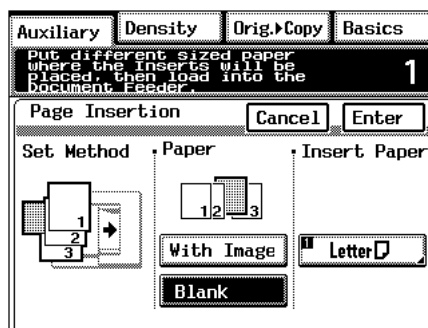 Auxiliary Density Orig.▸Copy Basics
Put different sized paper
where the Inserts will be
placed, then load into the
Document Feeder.
1
Page Insertion Cancel Enter
Set Method Paper Insert Paper
1 2 3
1 2 3
With Image
1 Letter
Blank